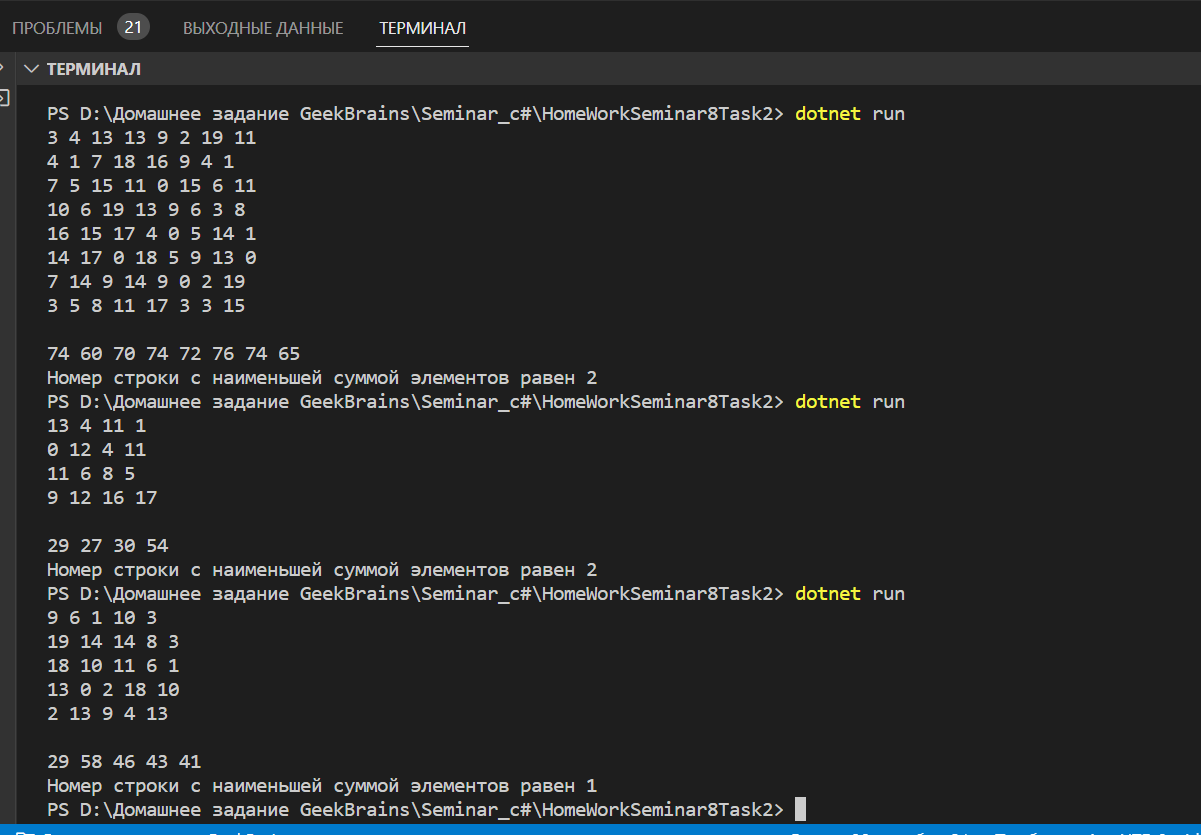 ПРОБЛЕМЫ 21 ВЫХОДНЫЕ ДАННЫЕ ТЕРМИНАЛ
ТЕРМИНАЛ
PS D:\Домашнее задание GeekBrains\Seminar_c#\HomeWorkSeminar8Task2> dotnet run
3 4 13 13 9 2 19 11
4 1 7 18 16 9 4 1
7 5 15 11 0 15 6 11
10 6 19 13 9 6 3 8
16 15 17 4 0 5 14 1
14 17 0 18 5 9 13 0
7 14 9 14 9 0 2 19
3 5 8 11 17 3 3 15
74 60 70 74 72 76 74 65
Номер строки с наименьшей суммой элементов равен 2
PS D:\Домашнее задание GeekBrains\Seminar_c#\HomeWorkSeminar8Task2> dotnet run
13 4 11 1
0 12 4 11
11 6 8 5
9 12 16 17
29 27 30 54
Номер строки с наименьшей суммой элементов равен 2
PS D:\Домашнее задание GeekBrains\Seminar_c#\HomeWorkSeminar8Task2> dotnet run
9 6 1 10 3
19 14 14 8 3
18 10 11 6 1
13 0 2 18 10
2 13 9 4 13
29 58 46 43 41
Номер строки с наименьшей суммой элементов равен 1
PS D:\Домашнее задание GeekBrains\Seminar_c#\HomeWorkSeminar8Task2>